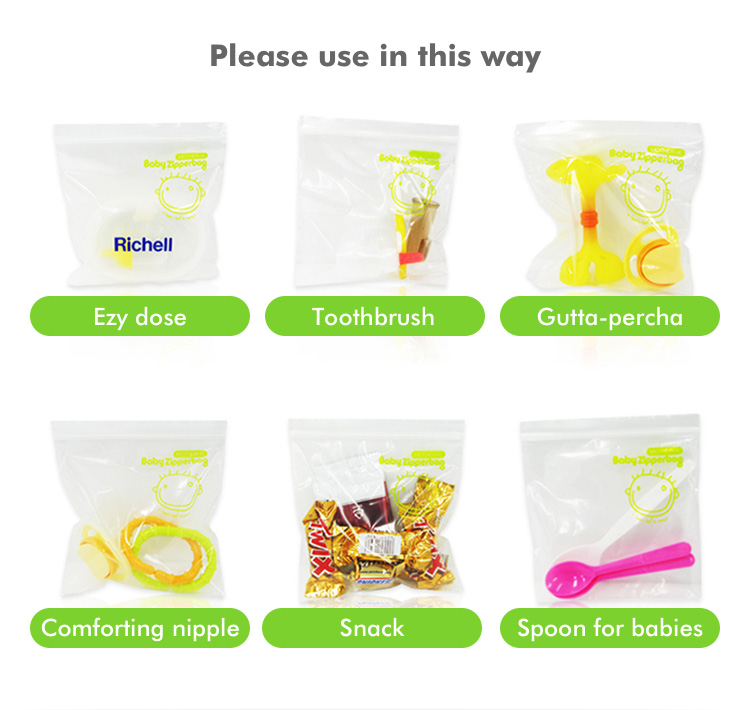 Please use in this way
Baby Zipperbag
Richell
Ezy dose
Baby Zipperbag
Toothbrush
Baby Zipperbag
Gutta-percha
Baby Zipperbag
Comforting nipple
Baby Zipperbag
TWIX
Snack
Baby Zipperbag
Spoon for babies